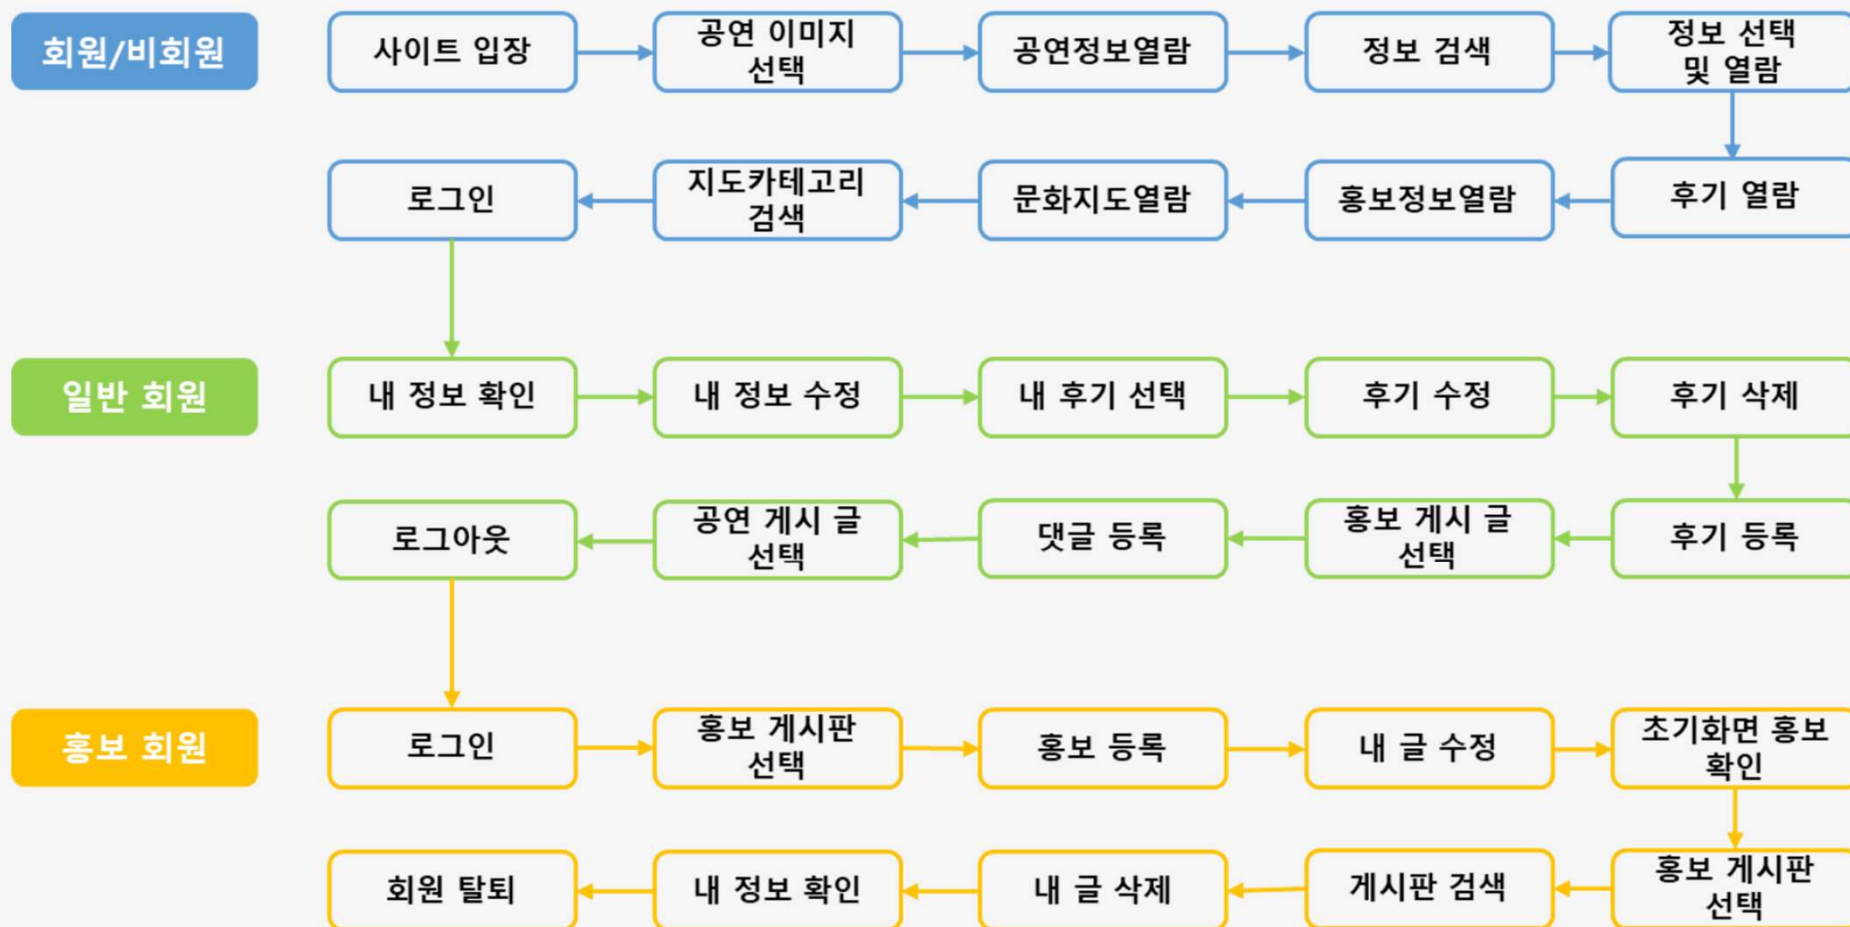 회원/비회원
사이트 입장
공연 이미지
선택
공연정보열람
정보 검색
정보 선택
및 열람
로그인
지도카테고리
검색
문화지도열람
홍보정보열람
후기 열람
일반 회원
내 정보 확인
내 정보 수정
내 후기 선택
후기 수정
후기 삭제
로그아웃
공연 게시 글
선택
댓글 등록
홍보 게시 글
선택
후기 등록
홍보 회원
로그인
홍보 게시판
선택
홍보 등록
내 글 수정
초기화면 홍보
확인
회원 탈퇴
내 정보 확인
내 글 삭제
게시판 검색
홍보 게시판
선택